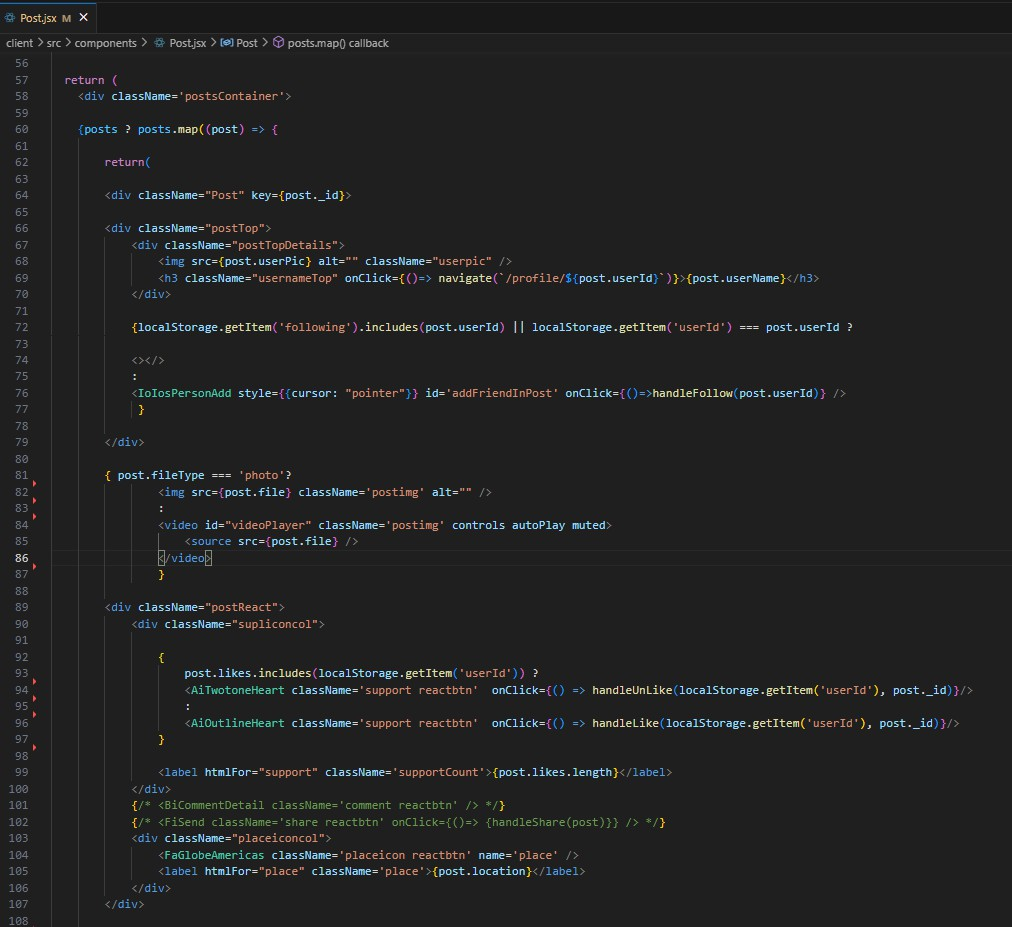 Post.jsx M ×
client > src > components > Post.jsx > Post > posts.map() callback
56
57 return (
58 <div className='postsContainer'>
59
60 {posts ? posts.map((post) => {
61
62 return(
63
64 <div className="Post" key={post._id}>
65
66 <div className="postTop">
67 <div className="postTopDetails">
68 <img src={post.userPic} alt="" className="userpic" />
69 <h3 className="usernameTop" onClick={()=> navigate(`/profile/${post.userId}`)}>{post.userName}</h3>
70 </div>
71
72 {localStorage.getItem('following').includes(post.userId) || localStorage.getItem('userId') === post.userId ?
73
74 <></>
75 :
76 <IoIosPersonAdd style={{cursor: "pointer"}} id='addFriendInPost' onClick={()=>handleFollow(post.userId)} />
77 }
78
79 </div>
80
81 { post.fileType === 'photo'?
82 <img src={post.file} className='postimg' alt="" />
83 :
84 <video id="videoPlayer" className='postimg' controls autoPlay muted>
85 <source src={post.file} />
86 </video>
87 }
88
89 <div className="postReact">
90 <div className="supliconcol">
91
92 {
93 post.likes.includes(localStorage.getItem('userId')) ?
94 <AiTwotoneHeart className='support reactbtn'  onClick={() => handleUnLike(localStorage.getItem('userId'), post._id)}/>
95 :
96 <AiOutlineHeart className='support reactbtn'  onClick={() => handleLike(localStorage.getItem('userId'), post._id)}/>
97 }
98
99 <label htmlFor="support" className='supportCount'>{post.likes.length}</label>
100 </div>
101 {/* <BiCommentDetail className='comment reactbtn' /> */}
102 {/* <FiSend className='share reactbtn' onClick={()=> {handleShare(post)}} /> */}
103 <div className="placeiconcol">
104 <FaGlobeAmericas className='placeicon reactbtn' name='place' />
105 <label htmlFor="place" className='place'>{post.location}</label>
106 </div>
107 </div>
108